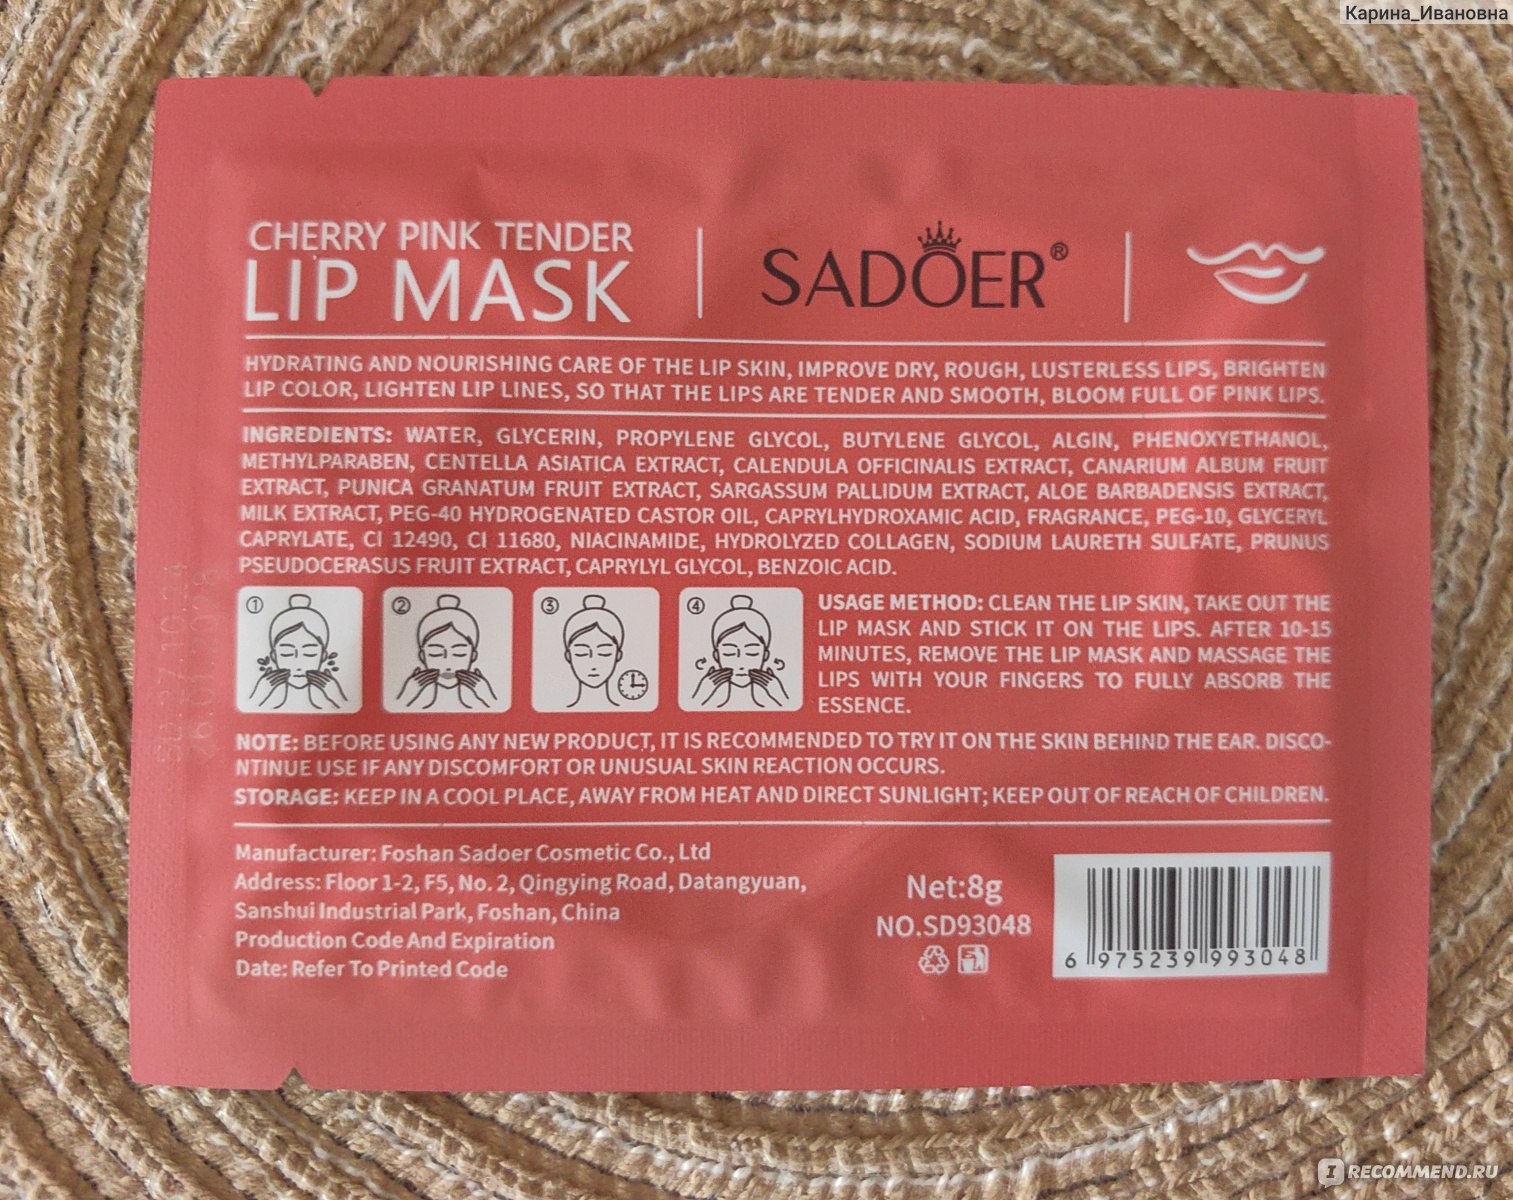 Карина_Ивановна
CHERRY PINK TENDER
LIP MASK
SADOER®
HYDRATING AND NOURISHING CARE OF THE LIP SKIN, IMPROVE DRY, ROUGH, LUSTERLESS LIPS, BRIGHTEN
LIP COLOR, LIGHTEN LIP LINES, SO THAT THE LIPS ARE TENDER AND SMOOTH, BLOOM FULL OF PINK LIPS.
INGREDIENTS: WATER, GLYCERIN, PROPYLENE GLYCOL, BUTYLENE GLYCOL, ALGIN, PHENOXYETHANOL,
METHYLPARABEN, CENTELLA ASIATICA EXTRACT, CALENDULA OFFICINALIS EXTRACT, CANARIUM ALBUM FRUIT
EXTRACT, PUNICA GRANATUM FRUIT EXTRACT, SARGASSUM PALLIDUM EXTRACT, ALOE BARBADENSIS EXTRACT,
MILK EXTRACT, PEG-40 HYDROGENATED CASTOR OIL, CAPRYLHYDROXAMIC ACID, FRAGRANCE, PEG-10, GLYCERYL
CAPRYLATE, CI 12490, CI 11680, NIACINAMIDE, HYDROLYZED COLLAGEN, SODIUM LAURETH SULFATE, PRUNUS
PSEUDOCERASUS FRUIT EXTRACT, CAPRYLYL GLYCOL, BENZOIC ACID.
① ② ③ ④
USAGE METHOD: CLEAN THE LIP SKIN, TAKE OUT THE
LIP MASK AND STICK IT ON THE LIPS. AFTER 10-15
MINUTES, REMOVE THE LIP MASK AND MASSAGE THE
LIPS WITH YOUR FINGERS TO FULLY ABSORB THE
ESSENCE.
NOTE: BEFORE USING ANY NEW PRODUCT, IT IS RECOMMENDED TO TRY IT ON THE SKIN BEHIND THE EAR. DISCO-
NTINUE USE IF ANY DISCOMFORT OR UNUSUAL SKIN REACTION OCCURS.
STORAGE: KEEP IN A COOL PLACE, AWAY FROM HEAT AND DIRECT SUNLIGHT; KEEP OUT OF REACH OF CHILDREN.
Manufacturer: Foshan Sadoer Cosmetic Co., Ltd
Address: Floor 1-2, F5, No. 2, Qingying Road, Datangyuan,
Sanshui Industrial Park, Foshan, China
Production Code And Expiration
Date: Refer To Printed Code
Net:8g
NO.SD93048
6 975239 993048
IRECOMMEND.RU